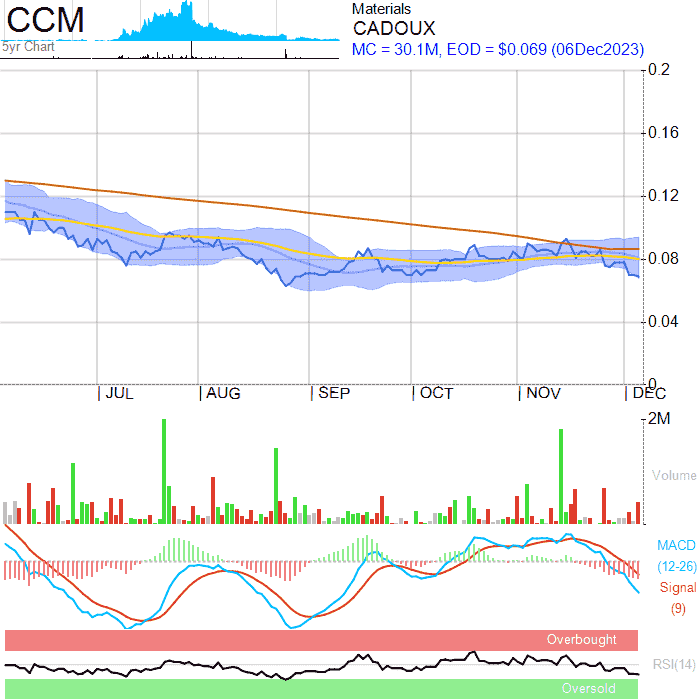 CCM
5yr Chart
Materials
CADOUX
MC = 30.1M, EOD = $0.069 (06Dec2023)
0.2
0.16
0.12
0.08
0.04
0
JUL AUG SEP OCT NOV DEC
2M
Volume
MACD
(12-26)
Signal
(9)
Overbought
RSI(14)
Oversold